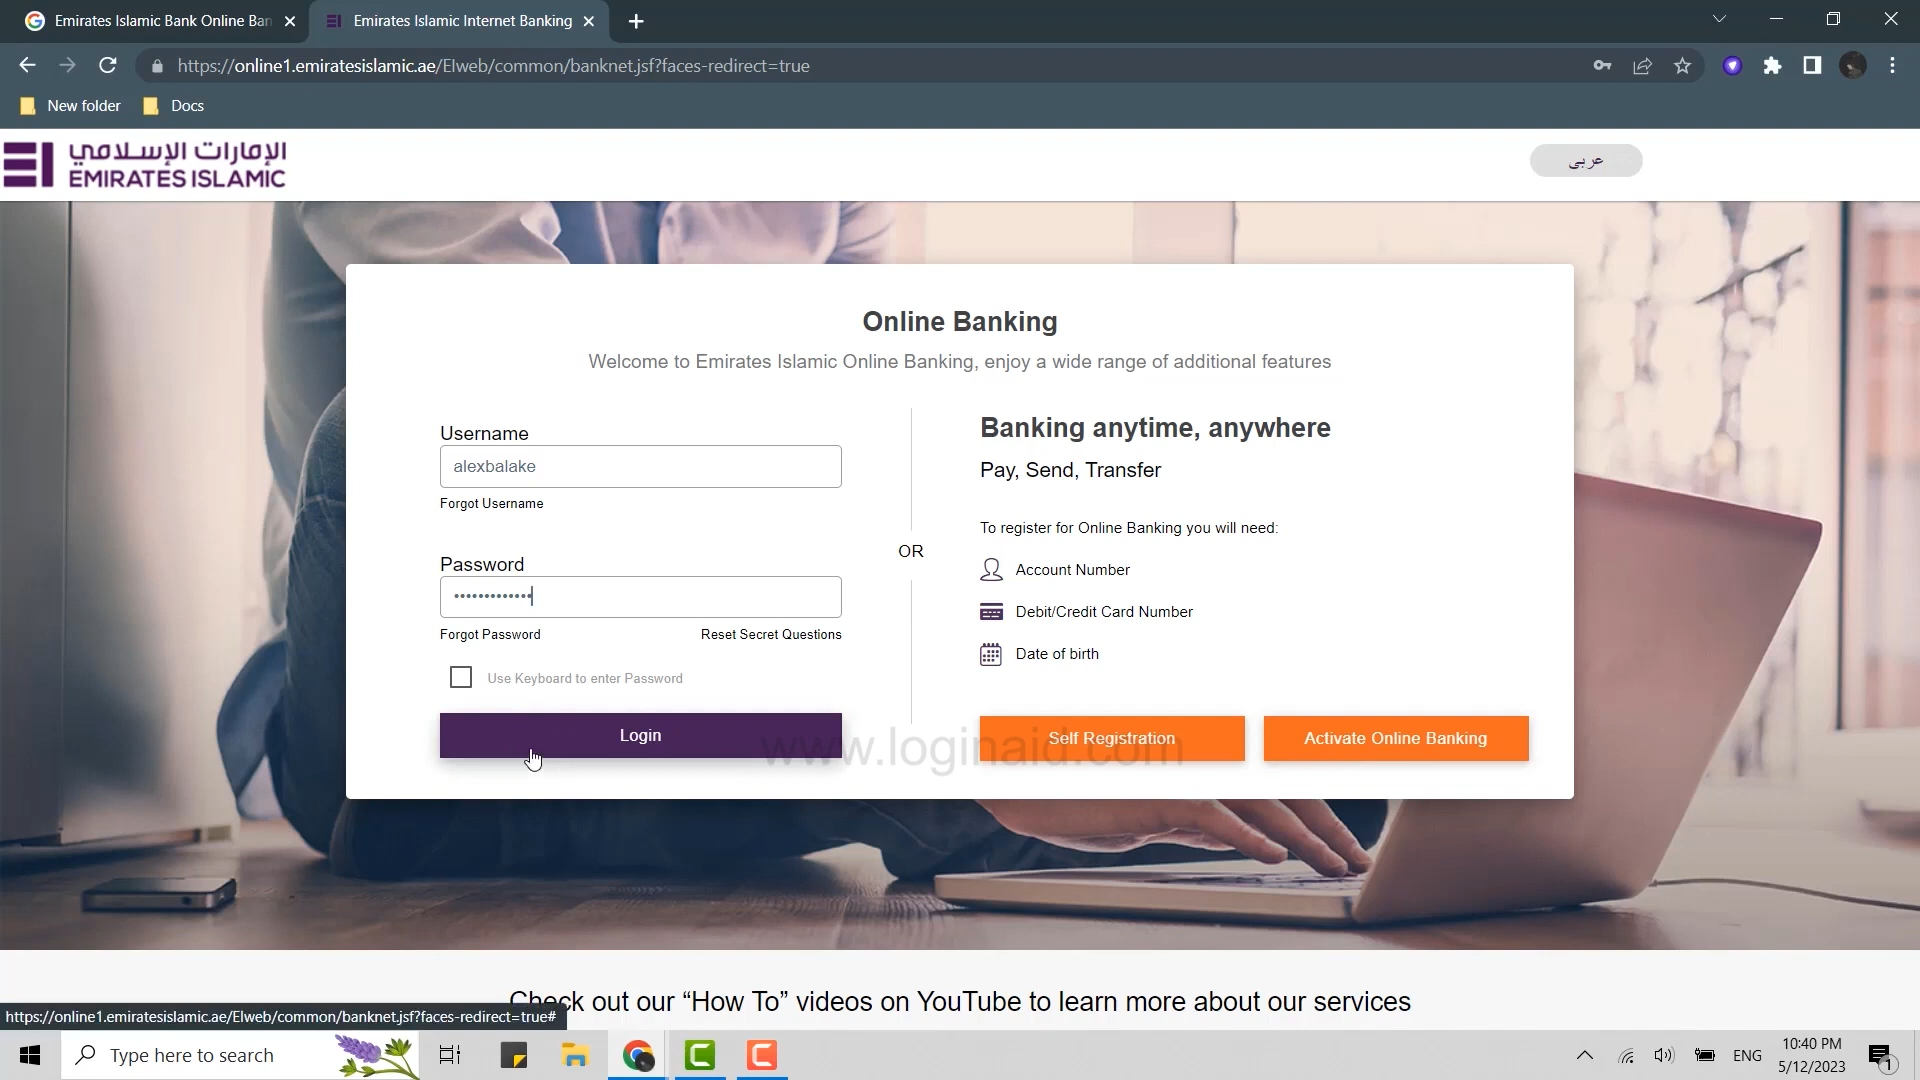 Emirates Islamic Bank Online Ban
Emirates Islamic Internet Banking
https://online1.emiratesislamic.ae/EIweb/common/banknet.jsf?faces-redirect=true
New folder
Docs
الإمارات الإسلامي
EMIRATES ISLAMIC
عربي
Online Banking
Welcome to Emirates Islamic Online Banking, enjoy a wide range of additional features
Username
alexbalake
Forgot Username
Password
•••••••••••••
Forgot Password
Reset Secret Questions
Use Keyboard to enter Password
Login
OR
Banking anytime, anywhere
Pay, Send, Transfer
To register for Online Banking you will need:
Account Number
Debit/Credit Card Number
Date of birth
Self Registration
Activate Online Banking
www.loginaid.com
Check out our “How To” videos on YouTube to learn more about our services
https://online1.emiratesislamic.ae/EIweb/common/banknet.jsf?faces-redirect=true#
Type here to search
ENG
10:40 PM
5/12/2023
1